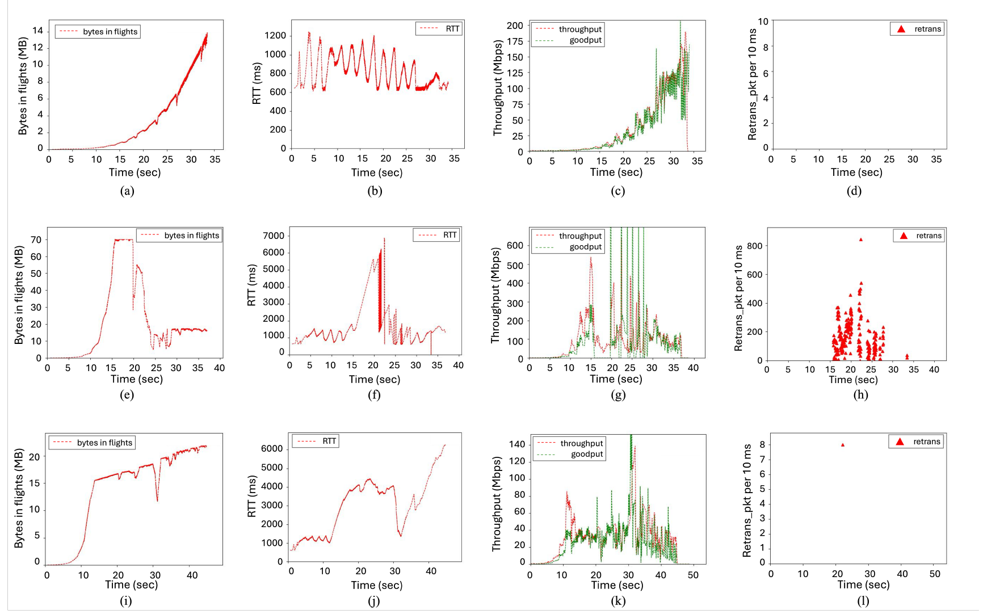 Bytes in flights (MB)
14
12
10
8
6
4
2
0
bytes in flights
0 5 10 15 20 25 30 35
Time (sec)
(a)
RTT (ms)
1200
1000
800
600
400
200
0
RTT
0 5 10 15 20 25 30 35
Time (sec)
(b)
Throughput (Mbps)
200
175
150
125
100
75
50
25
0
throughput
goodput
0 5 10 15 20 25 30 35
Time (sec)
(c)
Retrans_pkt per 10 ms
10
8
6
4
2
0
retrans
0 5 10 15 20 25 30 35
Time (sec)
(d)
Bytes in flights (MB)
70
60
50
40
30
20
10
0
bytes in flights
0 5 10 15 20 25 30 35 40
Time (sec)
(e)
RTT (ms)
7000
6000
5000
4000
3000
2000
1000
0
RTT
0 5 10 15 20 25 30 35 40
Time (sec)
(f)
Throughput (Mbps)
600
500
400
300
200
100
0
throughput
goodput
0 5 10 15 20 25 30 35 40
Time (sec)
(g)
Retrans_pkt per 10 ms
800
600
400
200
0
retrans
0 5 10 15 20 25 30 35 40
Time (sec)
(h)
Bytes in flights (MB)
20
15
10
5
0
bytes in flights
0 10 20 30 40
Time (sec)
(i)
RTT (ms)
6000
5000
4000
3000
2000
1000
0
RTT
0 10 20 30 40
Time (sec)
(j)
Throughput (Mbps)
140
120
100
80
60
40
20
0
throughput
goodput
0 10 20 30 40 50
Time (sec)
(k)
Retrans_pkt per 10 ms
8
7
6
5
4
3
2
1
0
retrans
0 10 20 30 40 50
Time (sec)
(l)